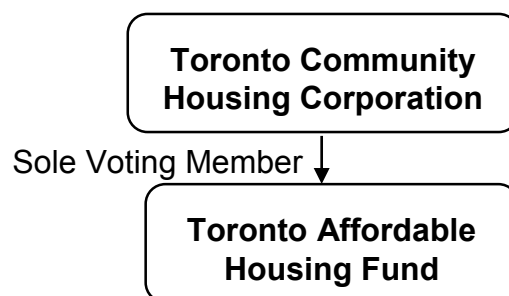 Toronto Community
Housing Corporation
Sole Voting Member
Toronto Affordable
Housing Fund